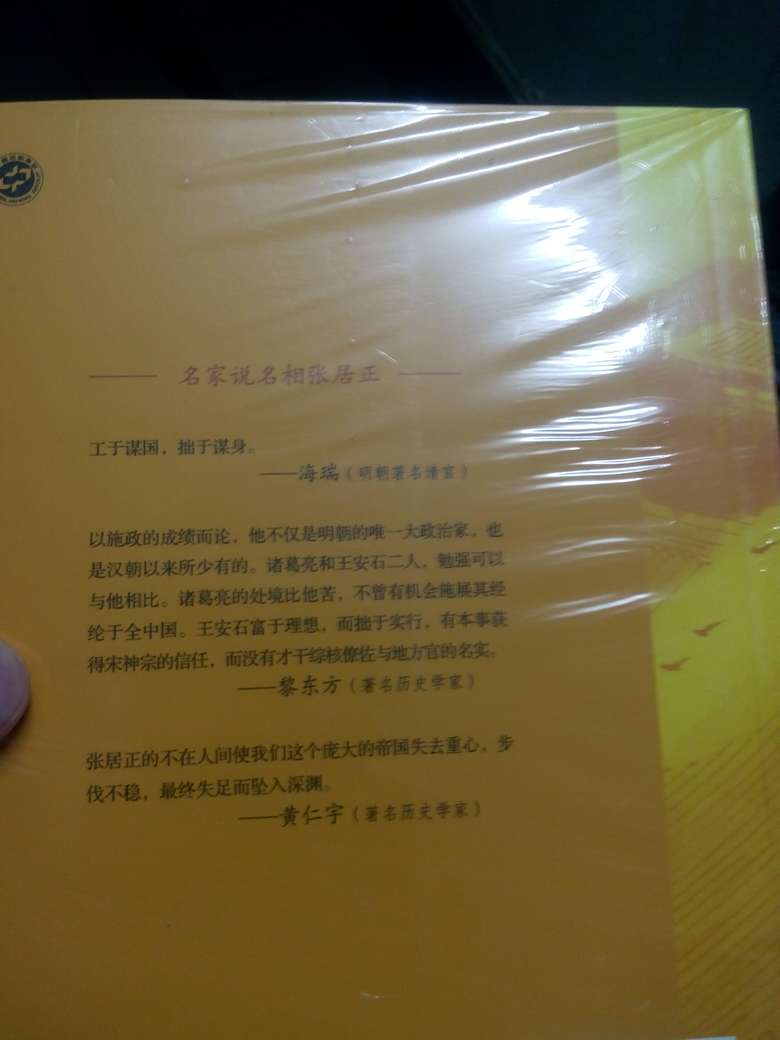 名家说名相张居正
工于谋国，拙于谋身。
——海瑞（明朝著名清官）
以施政的成绩而论，他不仅是明朝的唯一大政治家，也
是汉朝以来所少有的。诸葛亮和王安石二人，勉强可以
与他相比。诸葛亮的处境比他苦，不曾有机会施展其经
纶于全中国。王安石富于理想，而拙于实行，有本事获
得宋神宗的信任，而没有才干综核僚佐与地方官的名实。
——黎东方（著名历史学家）
张居正的不在人间使我们这个庞大的帝国失去重心，步
伐不稳，最终失足而坠入深渊。
——黄仁宇（著名历史学家）